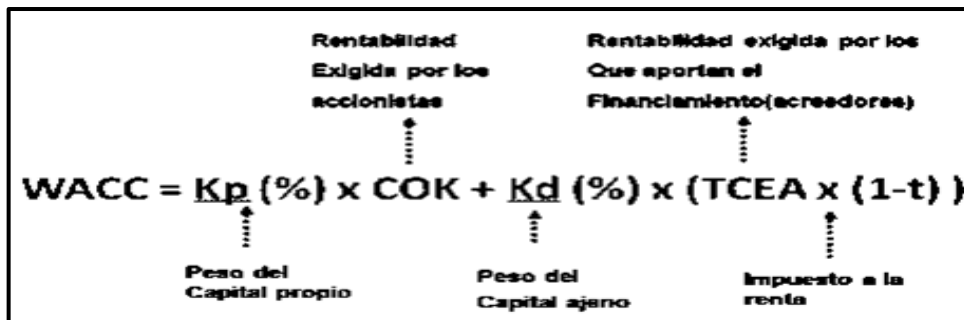 Rentabilidad
Exigida por los
accionistas
Rentabilidad exigida por los
Que aportan el
Financiamiento(acreedores)
WACC = Kp (%) x COK + Kd (%) x (TCEA x (1-t) )
Peso del
Capital propio
Peso del
Capital ajeno
Impuesto a la
renta